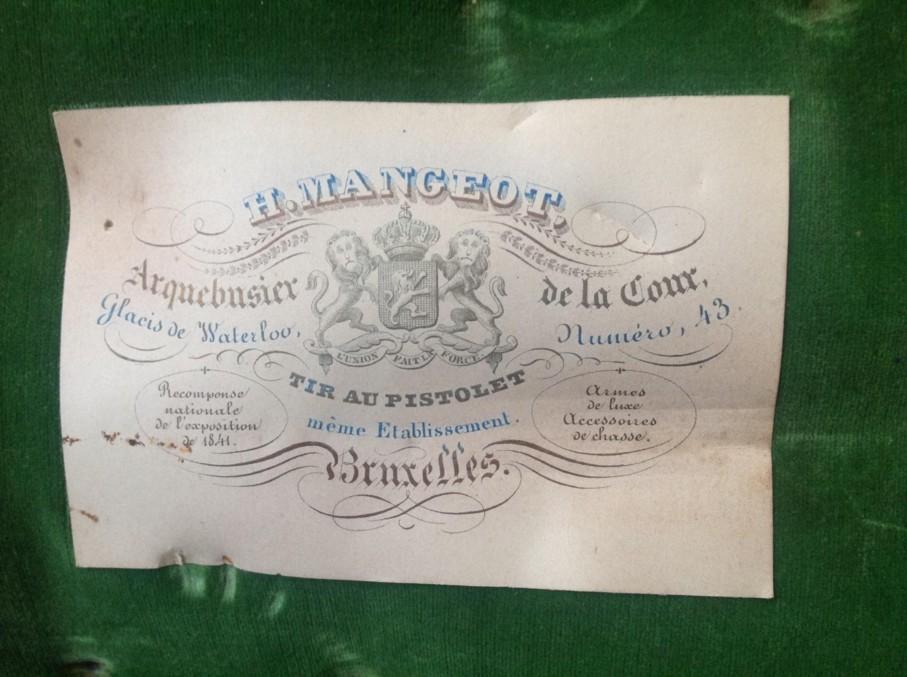 H. MANGEOT,
Arquebusier de la Cour,
Glacis de Waterloo, Numéro, 43.
L'UNION FAIT LA FORCE.
TIR AU PISTOLET
même Etablissement.
Bruxelles.
Recompense
nationale
de l'exposition
de 1841.
Armes
de luxe
Accessoires
de chasse.